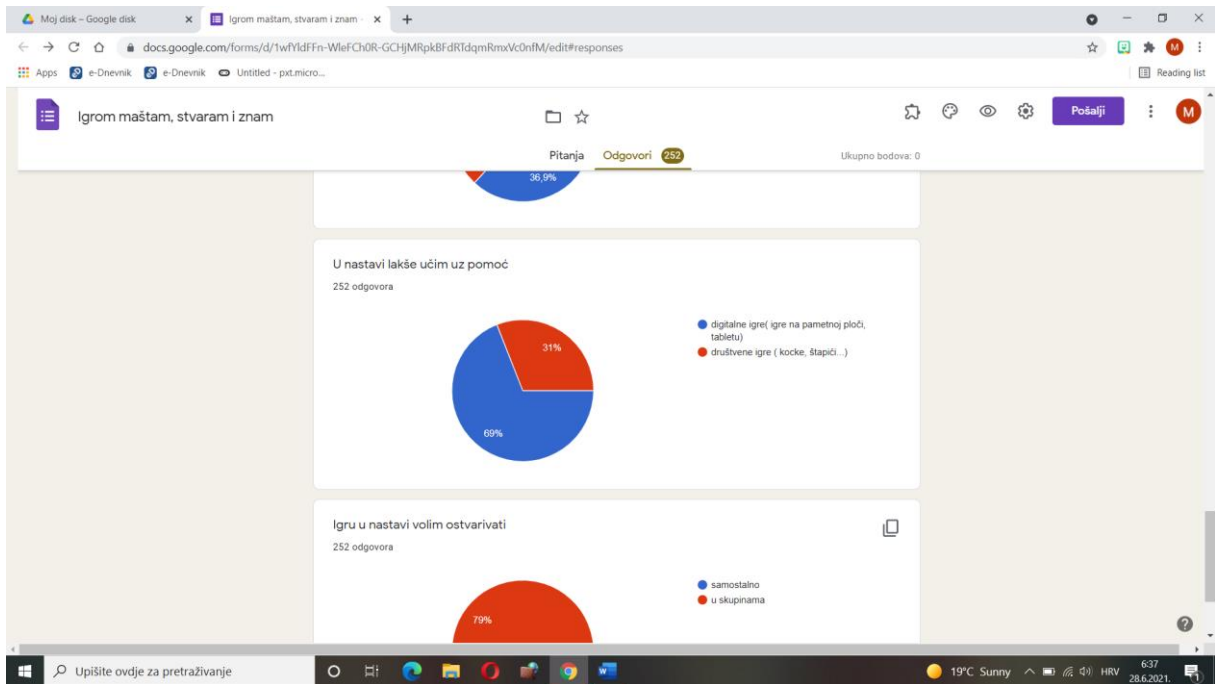 Moj disk – Google disk
Igrom maštam, stvaram i znam -
docs.google.com/forms/d/1wfYldFFn-WleFCh0R-GCHjMRpkBFdRTdqmRmxVc0nfM/edit#responses
Apps e-Dnevnik e-Dnevnik Untitled - pxt.micro... Reading list
Igrom maštam, stvaram i znam
Pošalji
M
Pitanja Odgovori 252 Ukupno bodova: 0
36,9%
U nastavi lakše učim uz pomoć
252 odgovora
digitalne igre( igre na pametnoj ploči,
tabletu)
društvene igre ( kocke, štapići...)
31%
69%
Igru u nastavi volim ostvarivati
252 odgovora
samostalno
u skupinama
79%
Upišite ovdje za pretraživanje
19°C Sunny HRV
6:37
28.6.2021.